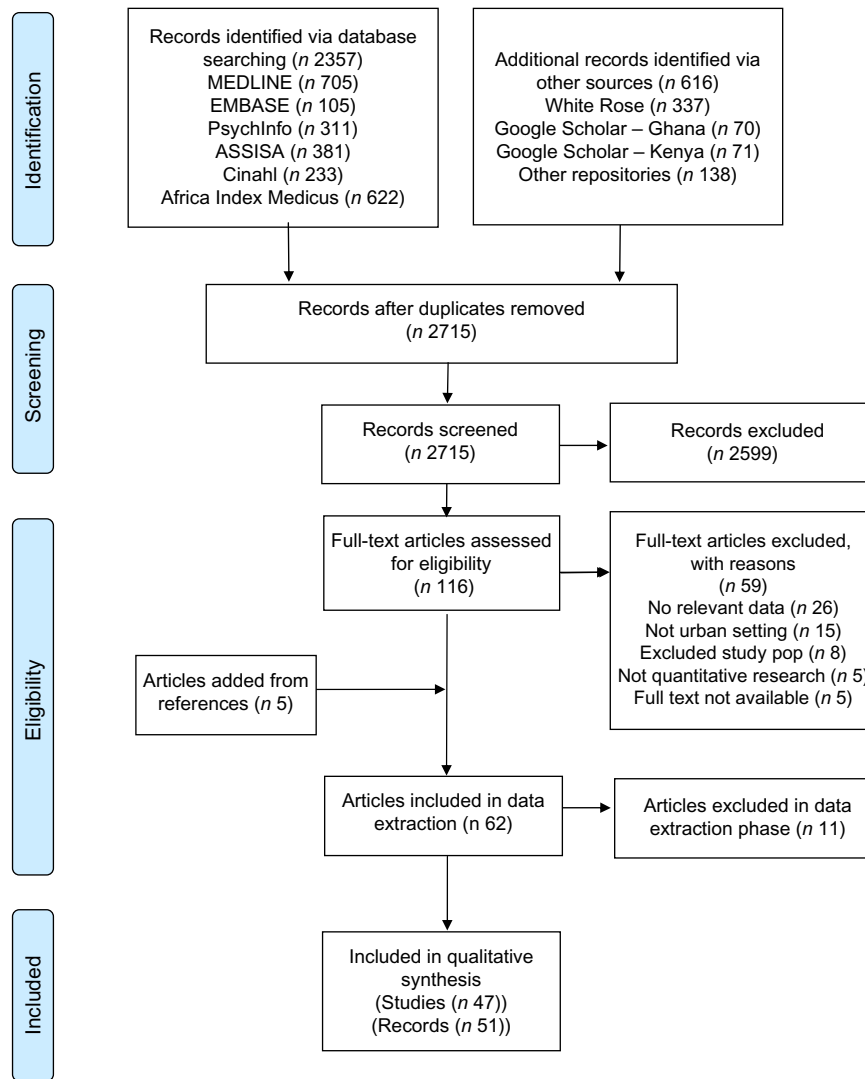 Identification
Records identified via database
searching (n 2357)
MEDLINE (n 705)
EMBASE (n 105)
PsychInfo (n 311)
ASSISA (n 381)
Cinahl (n 233)
Africa Index Medicus (n 622)
Additional records identified via
other sources (n 616)
White Rose (n 337)
Google Scholar – Ghana (n 70)
Google Scholar – Kenya (n 71)
Other repositories (n 138)
Screening
Records after duplicates removed
(n 2715)
Records screened
(n 2715)
Records excluded
(n 2599)
Eligibility
Full-text articles assessed
for eligibility
(n 116)
Full-text articles excluded,
with reasons
(n 59)
No relevant data (n 26)
Not urban setting (n 15)
Excluded study pop (n 8)
Not quantitative research (n 5)
Full text not available (n 5)
Articles added from
references (n 5)
Articles included in data
extraction (n 62)
Articles excluded in data
extraction phase (n 11)
Included
Included in qualitative
synthesis
(Studies (n 47))
(Records (n 51))